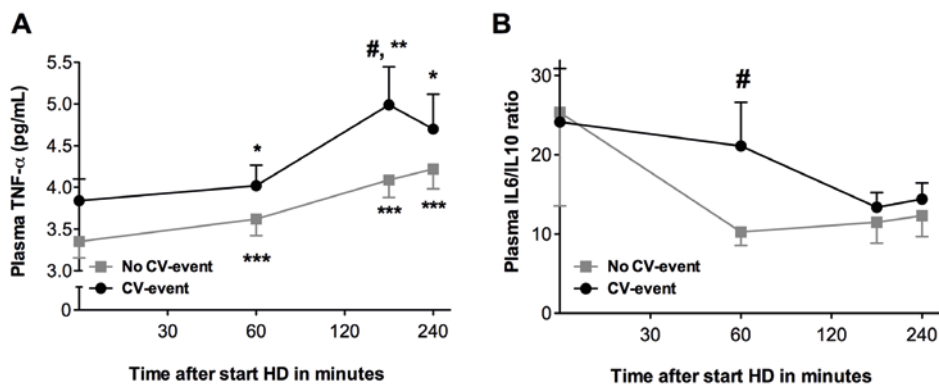 A
Plasma TNF-α (pg/mL)
5.5
5.0
4.5
4.0
3.5
3.0
0
#, **
*
*
***
***
***
No CV-event
CV-event
30
60
120
240
Time after start HD in minutes
B
Plasma IL6/IL10 ratio
30
20
10
0
#
No CV-event
CV-event
30
60
120
240
Time after start HD in minutes